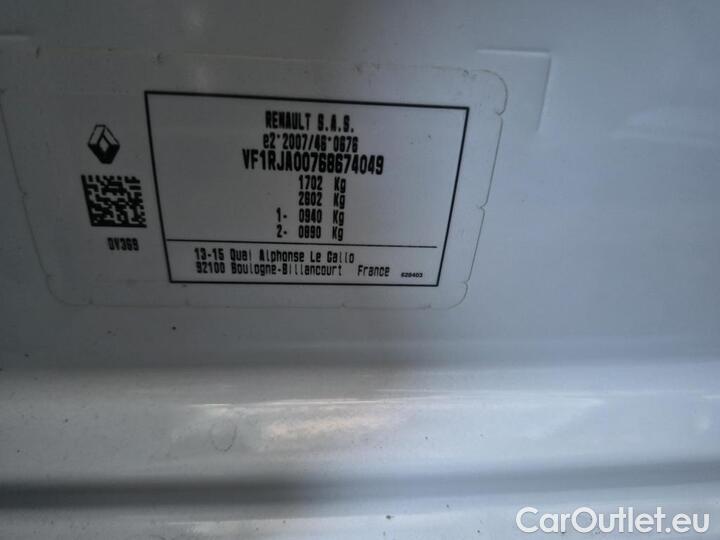 RENAULT S.A.S.
e2*2007/46*0676
VF1RJA00768674049
1702 Kg
2602 Kg
1- 0940 Kg
2- 0890 Kg
0V369
13-15 Quai Alphonse Le Gallo
92100 Boulogne-Billancourt France
628403
CarOutlet.eu